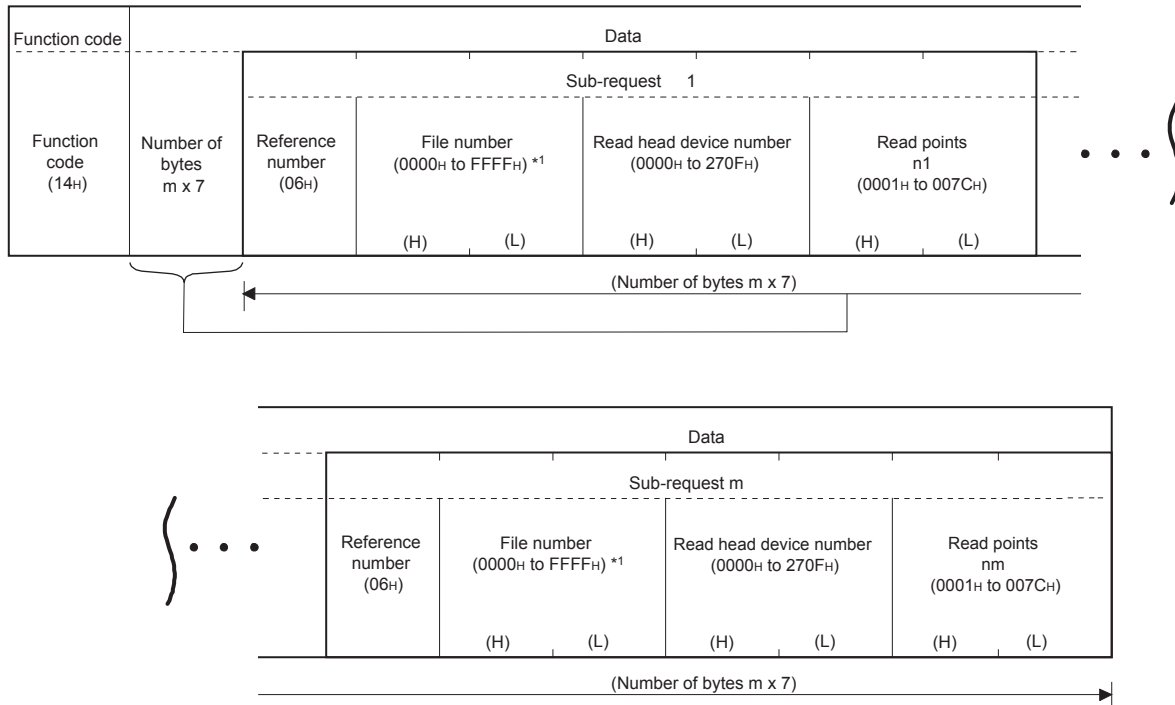 Function code
Data
Sub-request 1
Function
code
(14H)
Number of
bytes
m x 7
Reference
number
(06H)
File number
(0000H to FFFFH) *1
(H) (L)
Read head device number
(0000H to 270FH)
(H) (L)
Read points
n1
(0001H to 007CH)
(H) (L)
(Number of bytes m x 7)
Data
Sub-request m
Reference
number
(06H)
File number
(0000H to FFFFH) *1
(H) (L)
Read head device number
(0000H to 270FH)
(H) (L)
Read points
nm
(0001H to 007CH)
(H) (L)
(Number of bytes m x 7)